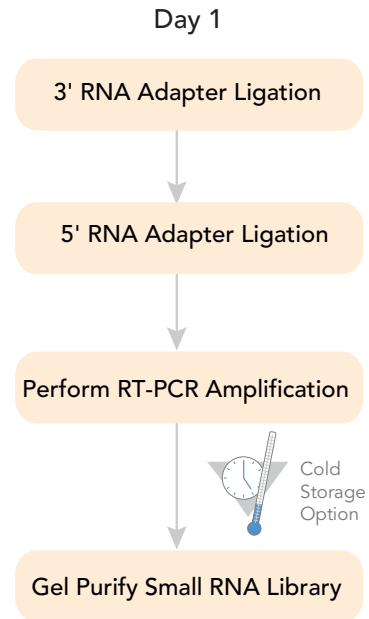 Day 1
3' RNA Adapter Ligation
5' RNA Adapter Ligation
Perform RT-PCR Amplification
Cold
Storage
Option
Gel Purify Small RNA Library